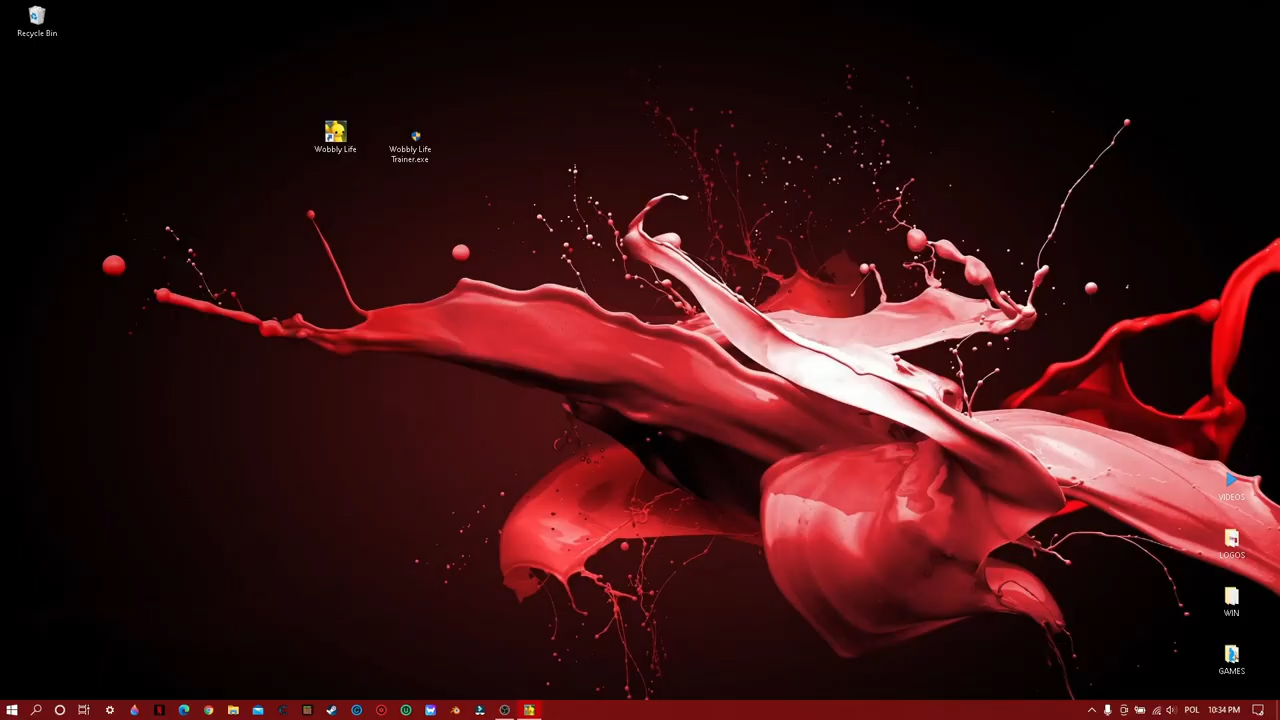 Recycle Bin
Wobbly Life
Wobbly Life
Trainer.exe
VIDEOS
LOGOS
WIN
GAMES
POL
10:34 PM